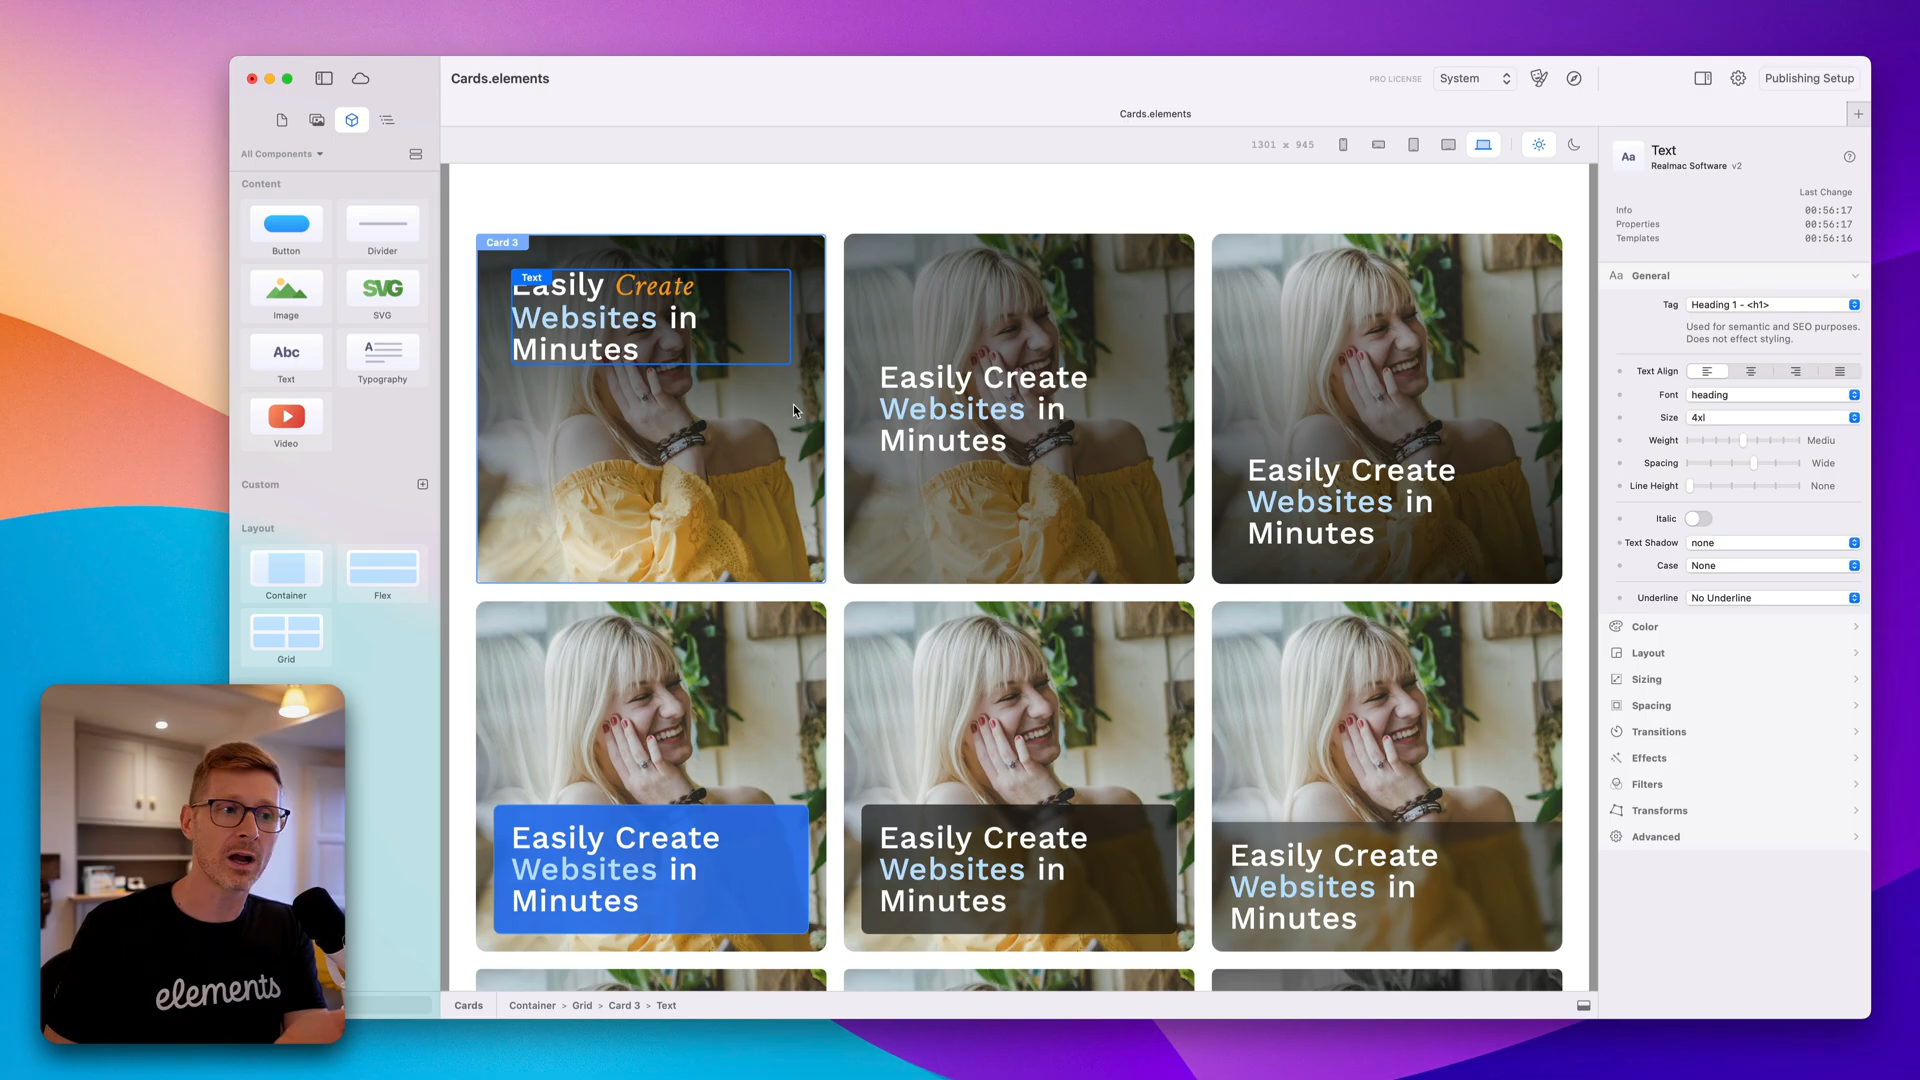 Cards.elements
PRO LICENSE
System
Publishing Setup
Cards.elements
All Components
1301 x 945
Content
Button
Divider
Image
SVG
SVG
Abc
Text
A
Typography
Video
Custom
Layout
Container
Flex
Grid
Card 3
Text
Easily Create
Websites in
Minutes
Easily Create
Websites in
Minutes
Easily Create
Websites in
Minutes
Easily Create
Websites in
Minutes
Easily Create
Websites in
Minutes
Easily Create
Websites in
Minutes
elements
Cards
Container > Grid > Card 3 > Text
Aa
Text
Realmac Software v2
Last Change
Info 00:56:17
Properties 00:56:17
Templates 00:56:16
Aa General
Tag Heading 1 - <h1>
Used for semantic and SEO purposes.
Does not effect styling.
Text Align
Font heading
Size 4xl
Weight Mediu
Spacing Wide
Line Height None
Italic
Text Shadow none
Case None
Underline No Underline
Color
Layout
Sizing
Spacing
Transitions
Effects
Filters
Transforms
Advanced